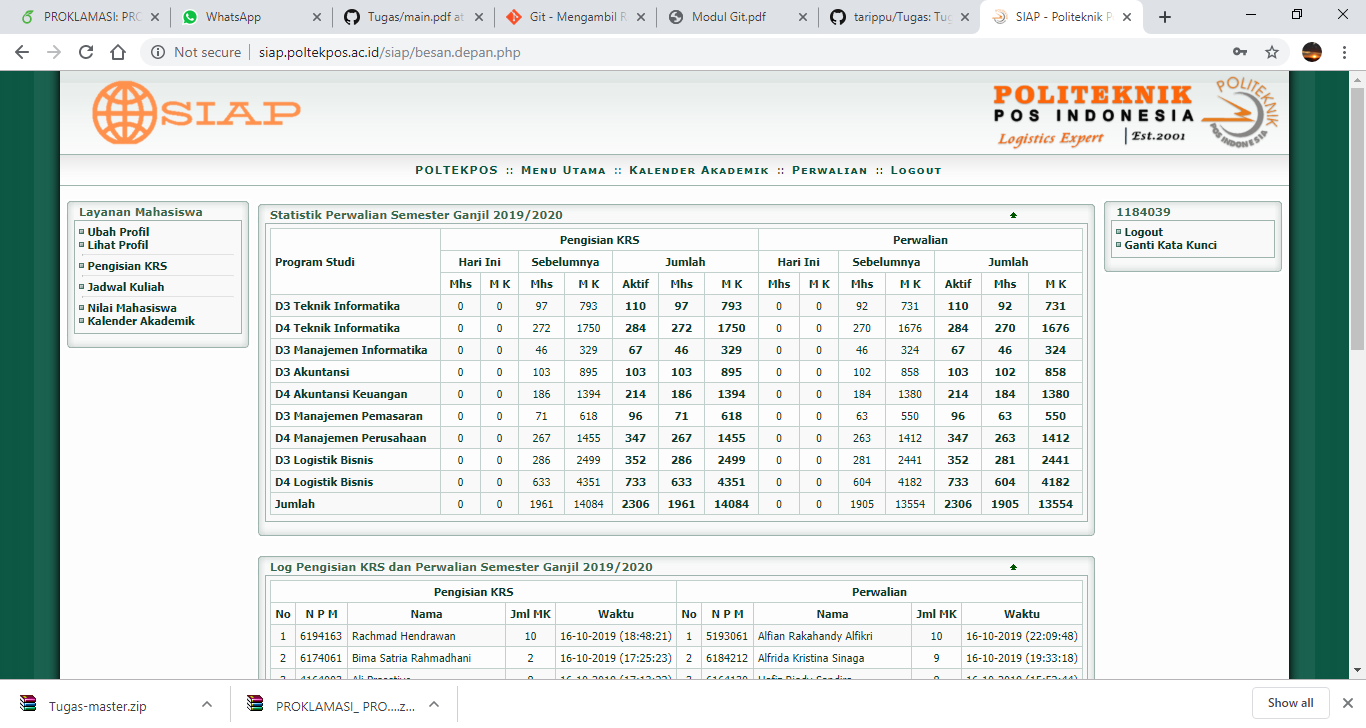 PROKLAMASI: PRO
WhatsApp
Tugas/main.pdf at
Git - Mengambil R
Modul Git.pdf
tarippu/Tugas: Tug
SIAP - Politeknik P
Not secure | siap.poltekpos.ac.id/siap/besan.depan.php
SIAP
POLITEKNIK
POS INDONESIA
Logistics Expert | Est.2001
POLITEKNIK
POS INDONESIA
POLTEKPOS :: MENU UTAMA :: KALENDER AKADEMIK :: PERWALIAN :: LOGOUT
Layanan Mahasiswa
Ubah Profil
Lihat Profil
Pengisian KRS
Jadwal Kuliah
Nilai Mahasiswa
Kalender Akademik
Statistik Perwalian Semester Ganjil 2019/2020
Program Studi Pengisian KRS Perwalian
Hari Ini Sebelumnya Jumlah Hari Ini Sebelumnya Jumlah
Mhs M K Mhs M K Aktif Mhs M K Mhs M K Mhs M K Aktif Mhs M K
D3 Teknik Informatika 0 0 97 793 110 97 793 0 0 92 731 110 92 731
D4 Teknik Informatika 0 0 272 1750 284 272 1750 0 0 270 1676 284 270 1676
D3 Manajemen Informatika 0 0 46 329 67 46 329 0 0 46 324 67 46 324
D3 Akuntansi 0 0 103 895 103 103 895 0 0 102 858 103 102 858
D4 Akuntansi Keuangan 0 0 186 1394 214 186 1394 0 0 184 1380 214 184 1380
D3 Manajemen Pemasaran 0 0 71 618 96 71 618 0 0 63 550 96 63 550
D4 Manajemen Perusahaan 0 0 267 1455 347 267 1455 0 0 263 1412 347 263 1412
D3 Logistik Bisnis 0 0 286 2499 352 286 2499 0 0 281 2441 352 281 2441
D4 Logistik Bisnis 0 0 633 4351 733 633 4351 0 0 604 4182 733 604 4182
Jumlah 0 0 1961 14084 2306 1961 14084 0 0 1905 13554 2306 1905 13554
1184039
Logout
Ganti Kata Kunci
Log Pengisian KRS dan Perwalian Semester Ganjil 2019/2020
Pengisian KRS Perwalian
No N P M Nama Jml MK Waktu No N P M Nama Jml MK Waktu
1 6194163 Rachmad Hendrawan 10 16-10-2019 (18:48:21) 1 5193061 Alfian Rakahandy Alfikri 10 16-10-2019 (22:09:48)
2 6174061 Bima Satria Rahmadhani 2 16-10-2019 (17:25:23) 2 6184212 Alfrida Kristina Sinaga 9 16-10-2019 (19:33:18)
Tugas-master.zip
PROKLAMASI_ PRO....z...
Show all